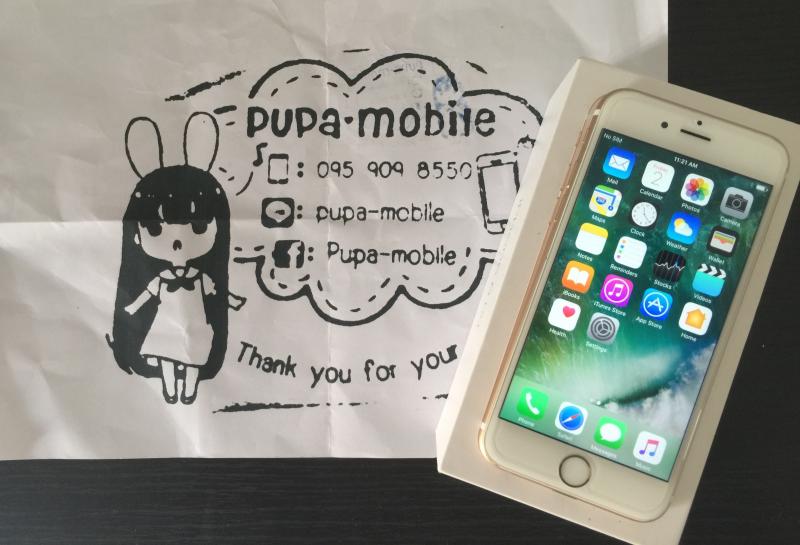 pupa·mobile
: 095 909 8550
: pupa-mobile
f : Pupa-mobile
Thank you for your
No SIM
11:21 AM
Mail
Calendar
2
Photos
Camera
Maps
Clock
Weather
Wallet
Notes
Reminders
Stocks
Videos
iBooks
iTunes Store
App Store
Home
Health
Settings
Phone
Safari
Messages
Music